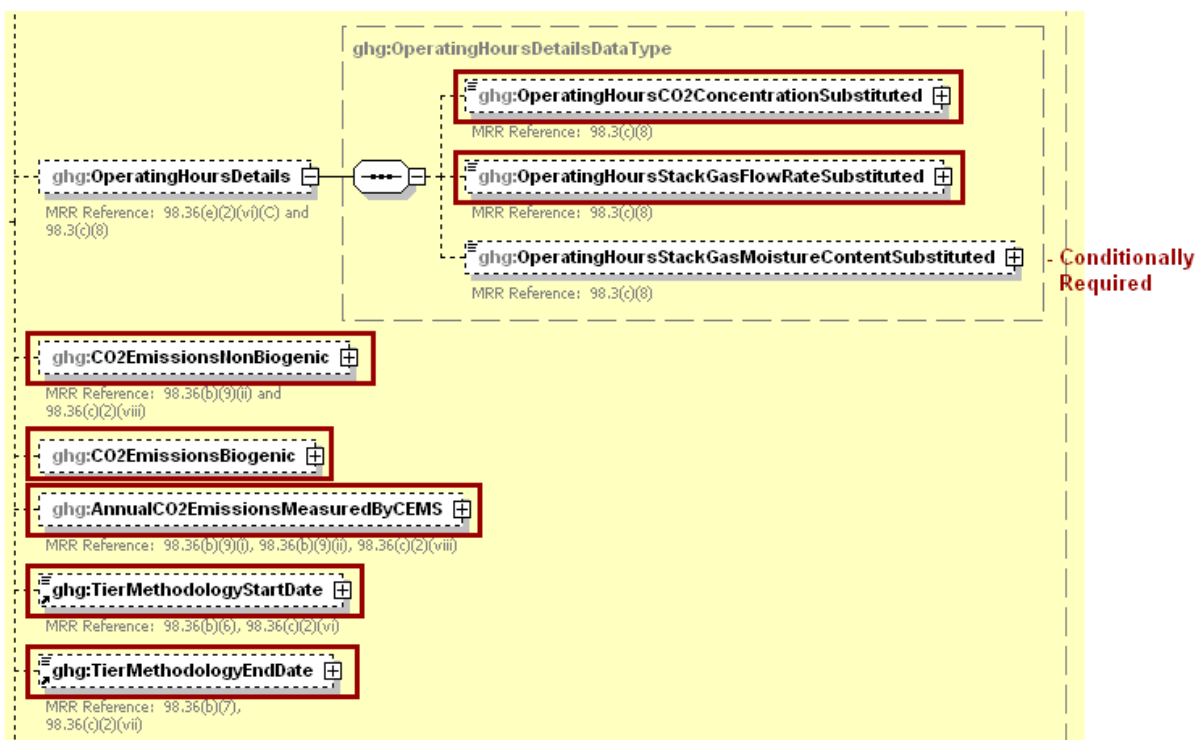 ghg:OperatingHoursDetailsDataType
ghg:OperatingHoursCO2ConcentrationSubstituted
MRR Reference: 98.3(c)(8)
ghg:OperatingHoursDetails
MRR Reference: 98.36(e)(2)(vi)(C) and
98.3(c)(8)
ghg:OperatingHoursStackGasFlowRateSubstituted
MRR Reference: 98.3(c)(8)
ghg:OperatingHoursStackGasMoistureContentSubstituted
MRR Reference: 98.3(c)(8)
- Conditionally
Required
ghg:CO2EmissionsNonBiogenic
MRR Reference: 98.36(b)(9)(ii) and
98.36(c)(2)(viii)
ghg:CO2EmissionsBiogenic
ghg:AnnualCO2EmissionsMeasuredByCEMS
MRR Reference: 98.36(b)(9)(i), 98.36(b)(9)(ii), 98.36(c)(2)(viii)
ghg:TierMethodologyStartDate
MRR Reference: 98.36(b)(6), 98.36(c)(2)(vi)
ghg:TierMethodologyEndDate
MRR Reference: 98.36(b)(7),
98.36(c)(2)(vii)